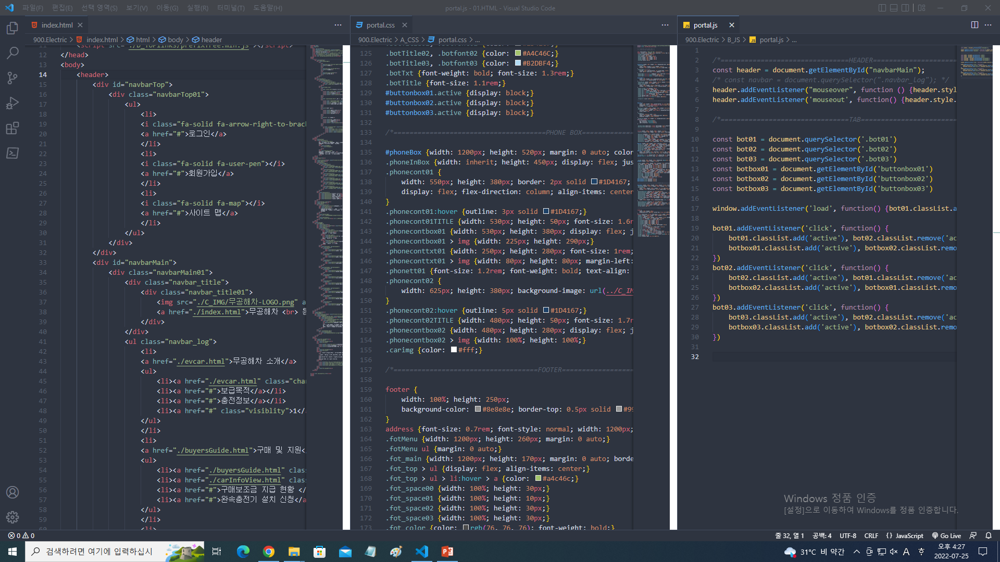 파일(F) 편집(E) 선택 영역(S) 보기(V) 이동(G) 실행(R) 터미널(T) 도움말(H)
portal.js - 01.HTML - Visual Studio Code
index.html
900.Electric > index.html > html > body > header
11 <script src="./b_Torlinks/prefixfree.min.js"></script>
12 </head>
13 <body>
14 <header>
15 <div id="navbarTop">
16 <div class="navbarTop01">
17 <ul>
18 <li>
19 <i class="fa-solid fa-arrow-right-to-brac
20 <a href="#">로그인</a>
21 </li>
22 <li>
23 <i class="fa-solid fa-user-pen"></i>
24 <a href="#">회원가입</a>
25 </li>
26 <li>
27 <i class="fa-solid fa-map"></i>
28 <a href="#">사이트 맵</a>
29 </li>
30 </ul>
31 </div>
32 </div>
33 <div id="navbarMain">
34 <div class="navbarMain01">
35 <div class="navbar_title">
36 <div class="navbar_title01">
37 <img src="./C_IMG/무공해차-LOGO.png" a
38 <a href="./index.html">무공해차 <br>
39 </div>
40 </div>
41 <ul class="navbar_log">
42 <li>
43 <a href="./evcar.html">무공해차 소개</a>
44 <ul>
45 <li><a href="./evcar.html" class="cha
46 <li><a href="#">보급목적</a></li>
47 <li><a href="#">충전정보</a></li>
48 <li><a href="#" class="visiblity">1</
49 </ul>
50 </li>
51 <li>
52 <a href="./buyersGuide.html">구매 및 지원<
53 <ul>
54 <li><a href="./buyersGuide.html" clas
55 <li><a href="./carInfoView.html" clas
56 <li><a href="#">구매보조금 지급 현황 </
57 <li><a href="#">완속충전기 설치 신청</a
58 </ul>
59 </li>
60 <li>
portal.css
900.Electric > A_CSS > portal.css > ...
125 .botTitle02, .botfont02 {color: #A4C46C;}
126 .botTitle03, .botfont03 {color: #B2DBF4;}
127 .botTxt {font-weight: bold; font-size: 1.3rem;}
128 .botTitle {font-size: 1.1rem;}
129 #buttonbox01.active {display: block;}
130 #buttonbox02.active {display: block;}
131 #buttonbox03.active {display: block;}
132
133 /*======================================PHONE BOX=============
134
135 #phoneBox {width: 1200px; height: 520px; margin: 0 auto; color
136 .phoneInBox {width: inherit; height: 450px; display: flex; jus
137 .phonecont01 {
138 width: 550px; height: 380px; border: 2px solid #1D4167;
139 display: flex; flex-direction: column; align-items: center
140 }
141 .phonecont01:hover {outline: 3px solid #1D4167;}
142 .phonecont01TITLE {width: 530px; height: 50px; font-size: 1.6r
143 .phonecontbox01 {width: 530px; height: 380px; display: flex; j
144 .phonecontbox01 > img {width: 225px; height: 290px;}
145 .phoneconttxt01 {width: 250px; height: 280px; font-size: 1rem;
146 .phoneconttxt01 > img {width: 80px; height: 80px; margin-left:
147 .phonett01 {font-size: 1.2rem; font-weight: bold; text-align:
148 .phonecont02 {
149 width: 625px; height: 380px; background-image: url(../C_IM
150 }
151 .phonecont02:hover {outline: 5px solid #1D4167;}
152 .phonecont02TITLE {width: 480px; height: 50px; font-size: 1.7r
153 .phonecontbox02 {width: 480px; height: 280px; display: flex; j
154 .phonecontbox02 > img {width: 100%; height: 100%;}
155 .carimg {color: #fff;}
156
157 /*====================================FOOTER==================
158
159 footer {
160 width: 100%; height: 250px;
161 background-color: #8e8e8e; border-top: 0.5px solid #99
162 }
163 address {font-size: 0.7rem; font-style: normal; width: 1200px;
164 .fotMenu {width: 1200px; height: 260px; margin: 0 auto;}
165 .fotMenu ul {margin: 0 auto;}
166 .fot_main {width: 1200px; height: 170px; margin: 0 auto; borde
167 .fot_top > ul {display: flex; align-items: center;}
168 .fot_top > ul > li:hover > a {color: #a4c46c;}
169 .fot_space00 {width: 100%; height: 30px;}
170 .fot_space01 {width: 100%; height: 10px;}
171 .fot_space02 {width: 100%; height: 30px;}
172 .fot_space03 {width: 100%; height: 30px;}
173 .fot_color {color: rgb(76, 76, 76); font-weight: bold;}
portal.js
900.Electric > B_JS > portal.js > ...
1
2 /*================================HEADER=====================
3 const header = document.getElementById("navbarMain");
4 /* const navbar = document.querySelector(".navbar_log"); */
5 header.addEventListener("mouseover", function () {header.styl
6 header.addEventListener('mouseout', function() {header.style.
7
8 /*================================TAB========================
9
10 const bot01 = document.querySelector('.bot01')
11 const bot02 = document.querySelector('.bot02')
12 const bot03 = document.querySelector('.bot03')
13 const botbox01 = document.getElementById('buttonbox01')
14 const botbox02 = document.getElementById('buttonbox02')
15 const botbox03 = document.getElementById('buttonbox03')
16
17 window.addEventListener('load', function() {bot01.classList.a
18
19 bot01.addEventListener('click', function() {
20 bot01.classList.add('active'), bot02.classList.remove('ac
21 botbox01.classList.add('active'), botbox02.classList.remo
22 })
23 bot02.addEventListener('click', function() {
24 bot02.classList.add('active'), bot01.classList.remove('ac
25 botbox02.classList.add('active'), botbox01.classList.remo
26 })
27 bot03.addEventListener('click', function() {
28 bot03.classList.add('active'), bot02.classList.remove('ac
29 botbox03.classList.add('active'), botbox02.classList.remo
30 })
31
32
Windows 정품 인증
[설정]으로 이동하여 Windows를 정품 인증합니다.
0 0
줄 32, 열 1 공백: 4 UTF-8 CRLF {} JavaScript Go Live
검색하려면 여기에 입력하십시
31°C 비 약간 A 하
오후 4:27
2022-07-25